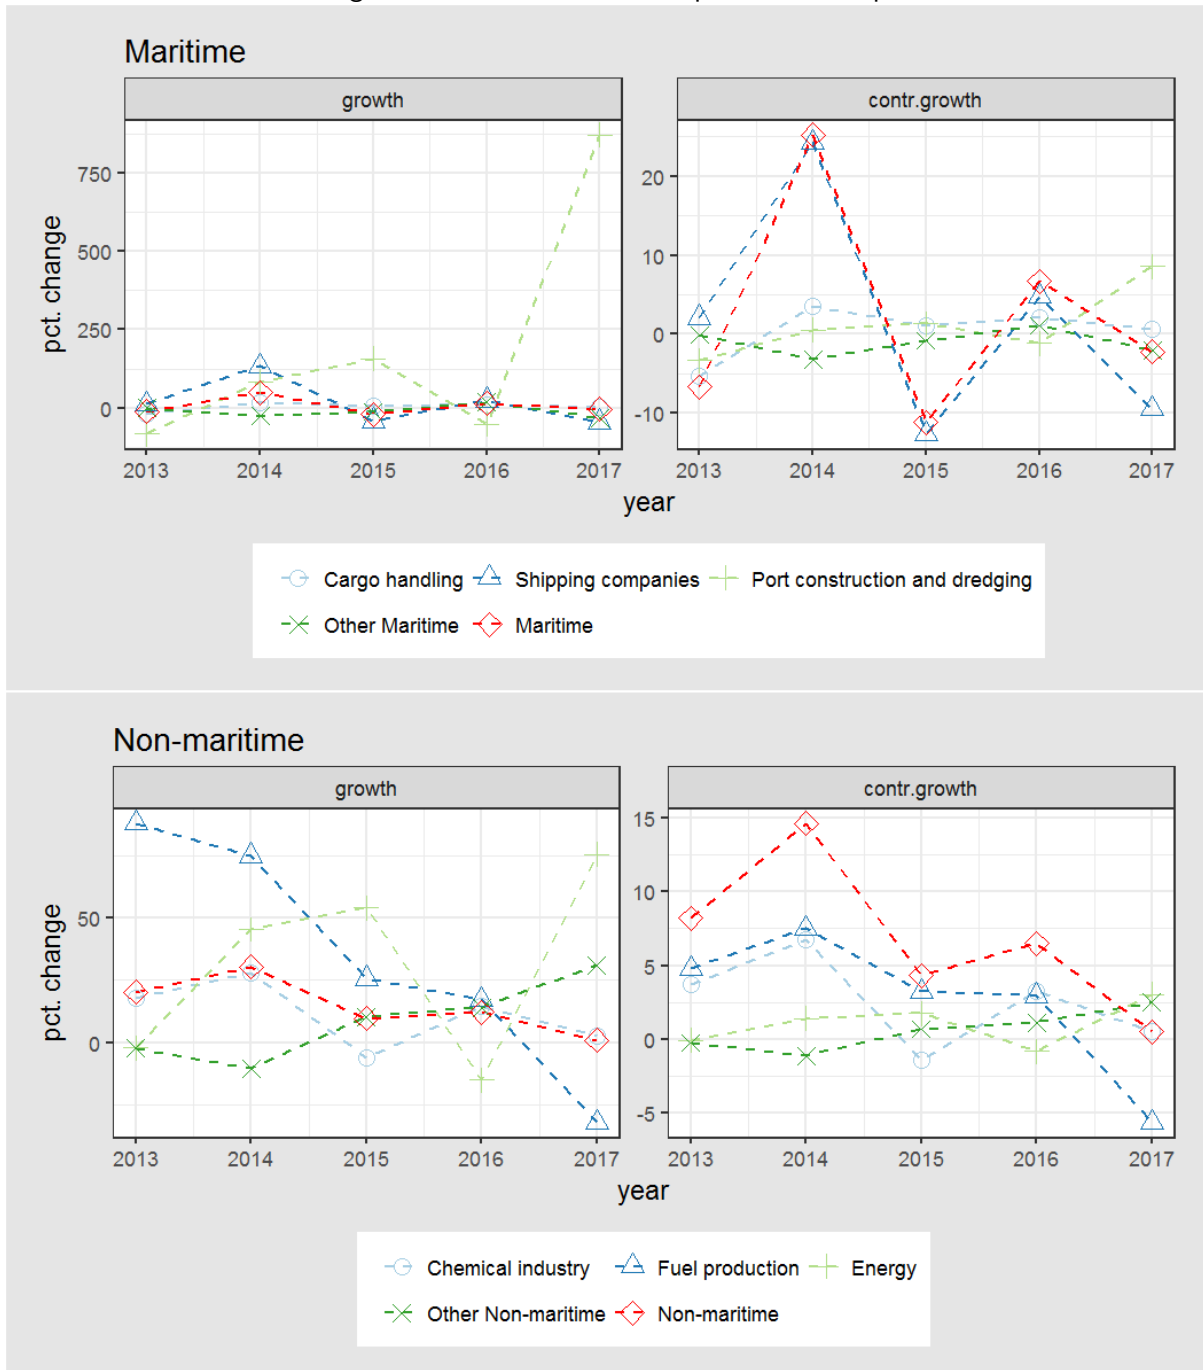 Maritime
growth
contr.growth
pct. change
750
500
250
0
20
10
0
-10
2013 2014 2015 2016 2017
2013 2014 2015 2016 2017
year
Cargo handling Shipping companies Port construction and dredging
Other Maritime Maritime
Non-maritime
growth
contr.growth
pct. change
50
0
15
10
5
0
-5
2013 2014 2015 2016 2017
2013 2014 2015 2016 2017
year
Chemical industry Fuel production Energy
Other Non-maritime Non-maritime